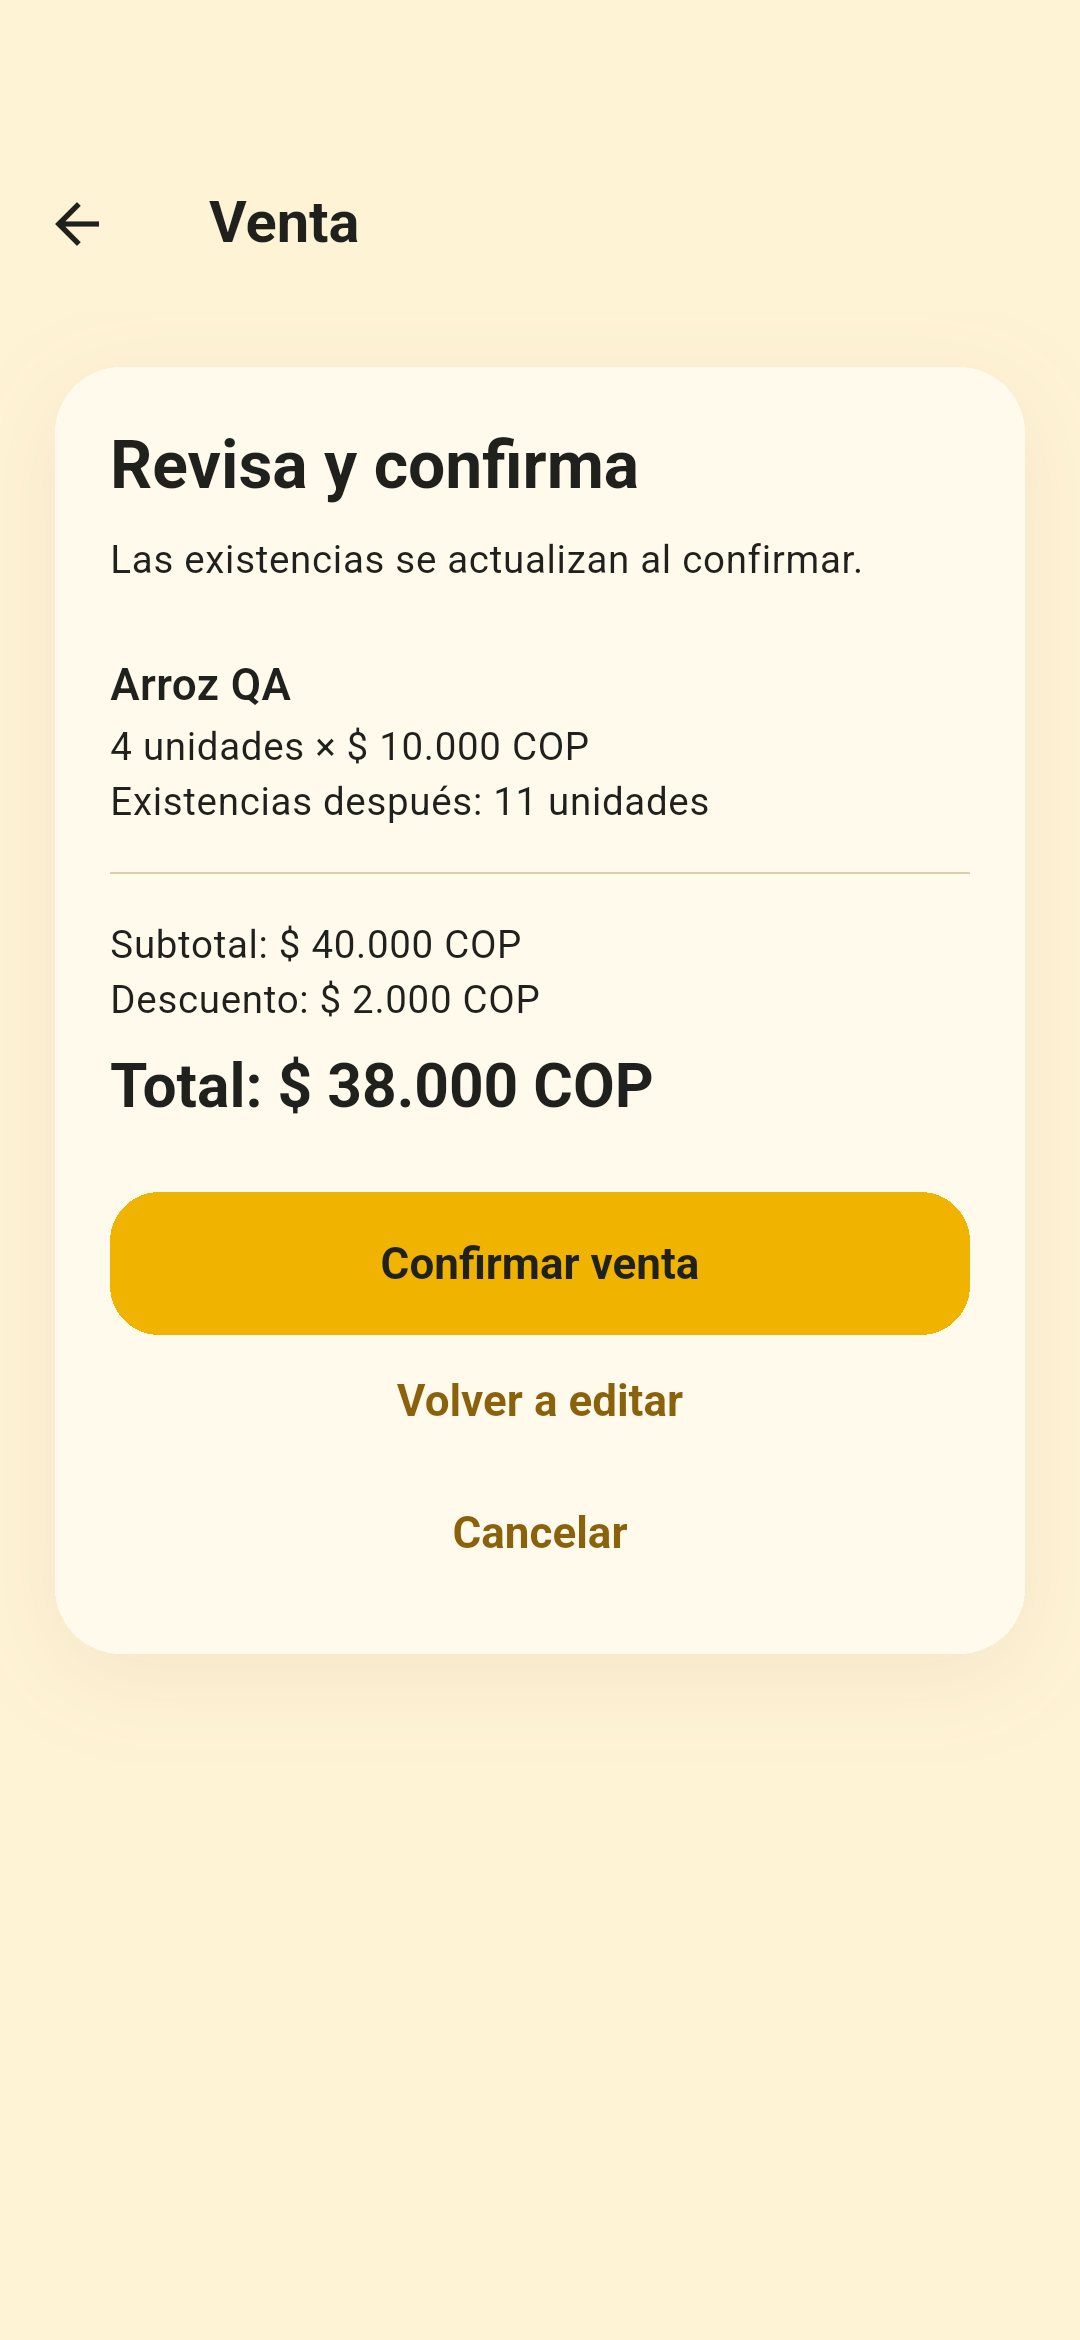 Venta
Revisa y confirma
Las existencias se actualizan al confirmar.
Arroz QA
4 unidades × $ 10.000 COP
Existencias después: 11 unidades
Subtotal: $ 40.000 COP
Descuento: $ 2.000 COP
Total: $ 38.000 COP
Confirmar venta
Volver a editar
Cancelar